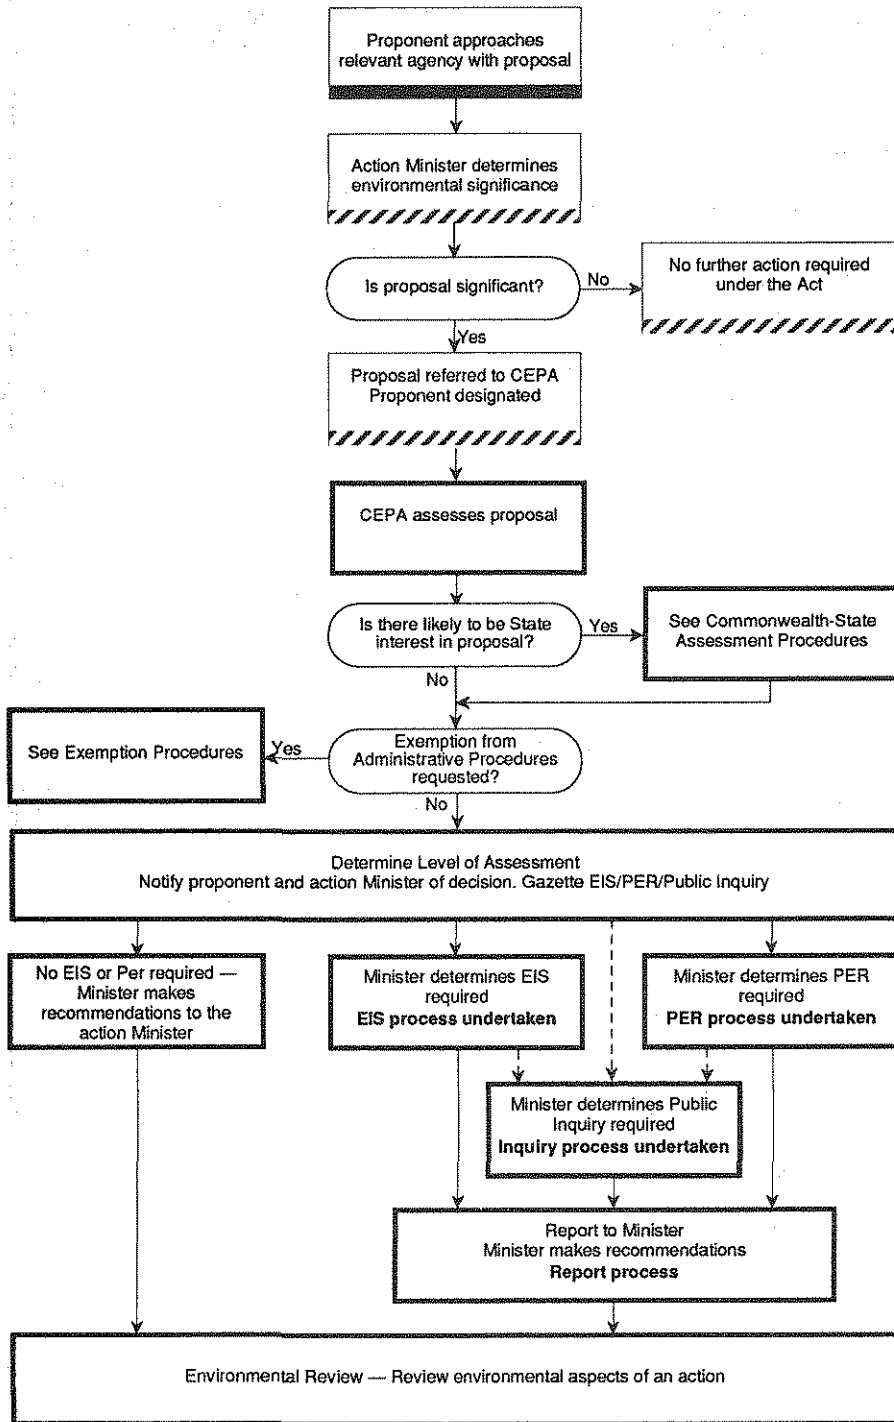 Proponent approaches
relevant agency with proposal
Action Minister determines
environmental significance
Is proposal significant?
No
No further action required
under the Act
Yes
Proposal referred to CEPA
Proponent designated
CEPA assesses proposal
Is there likely to be State
interest in proposal?
Yes
See Commonwealth-State
Assessment Procedures
No
See Exemption Procedures
Yes
Exemption from
Administrative Procedures
requested?
No
Determine Level of Assessment
Notify proponent and action Minister of decision. Gazette EIS/PER/Public Inquiry
No EIS or Per required —
Minister makes
recommendations to the
action Minister
Minister determines EIS
required
EIS process undertaken
Minister determines PER
required
PER process undertaken
Minister determines Public
Inquiry required
Inquiry process undertaken
Report to Minister
Minister makes recommendations
Report process
Environmental Review — Review environmental aspects of an action